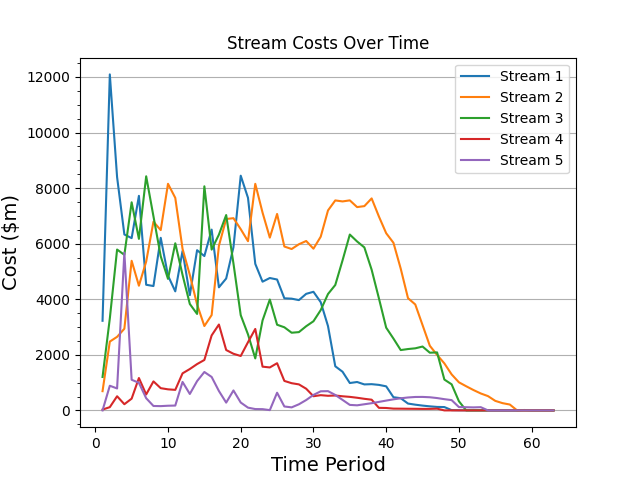 Stream Costs Over Time
Cost ($m)
12000
10000
8000
6000
4000
2000
0
Stream 1
Stream 2
Stream 3
Stream 4
Stream 5
0 10 20 30 40 50 60
Time Period